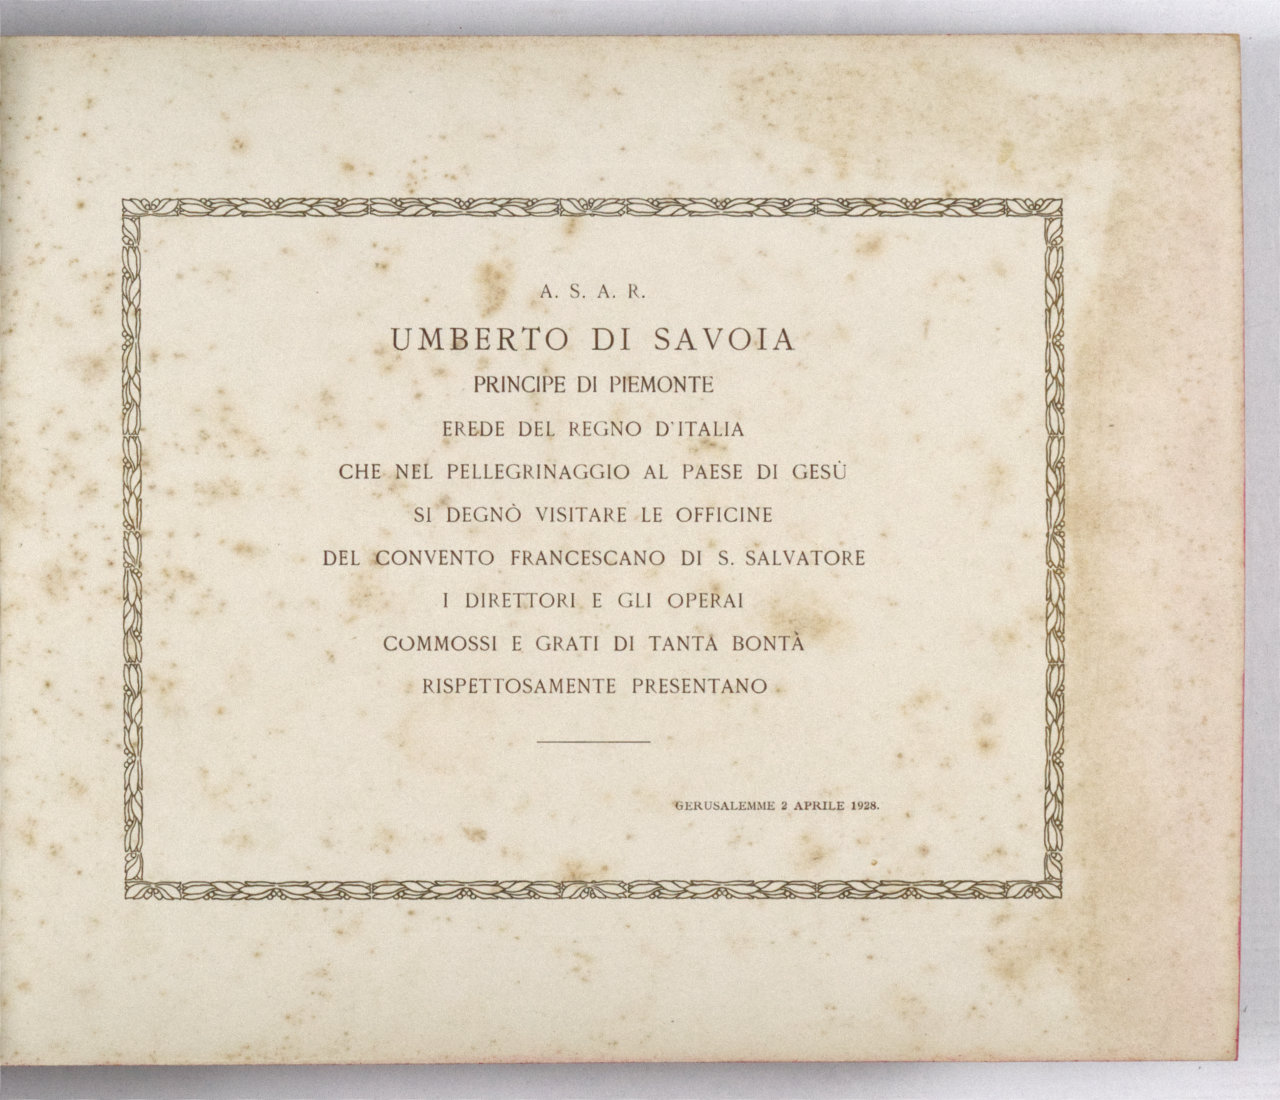 A. S. A. R.
UMBERTO DI SAVOIA
PRINCIPE DI PIEMONTE
EREDE DEL REGNO D'ITALIA
CHE NEL PELLEGRINAGGIO AL PAESE DI GESÙ
SI DEGNÒ VISITARE LE OFFICINE
DEL CONVENTO FRANCESCANO DI S. SALVATORE
I DIRETTORI E GLI OPERAI
COMMOSSI E GRATI DI TANTA BONTÀ
RISPETTOSAMENTE PRESENTANO
GERUSALEMME 2 APRILE 1928.